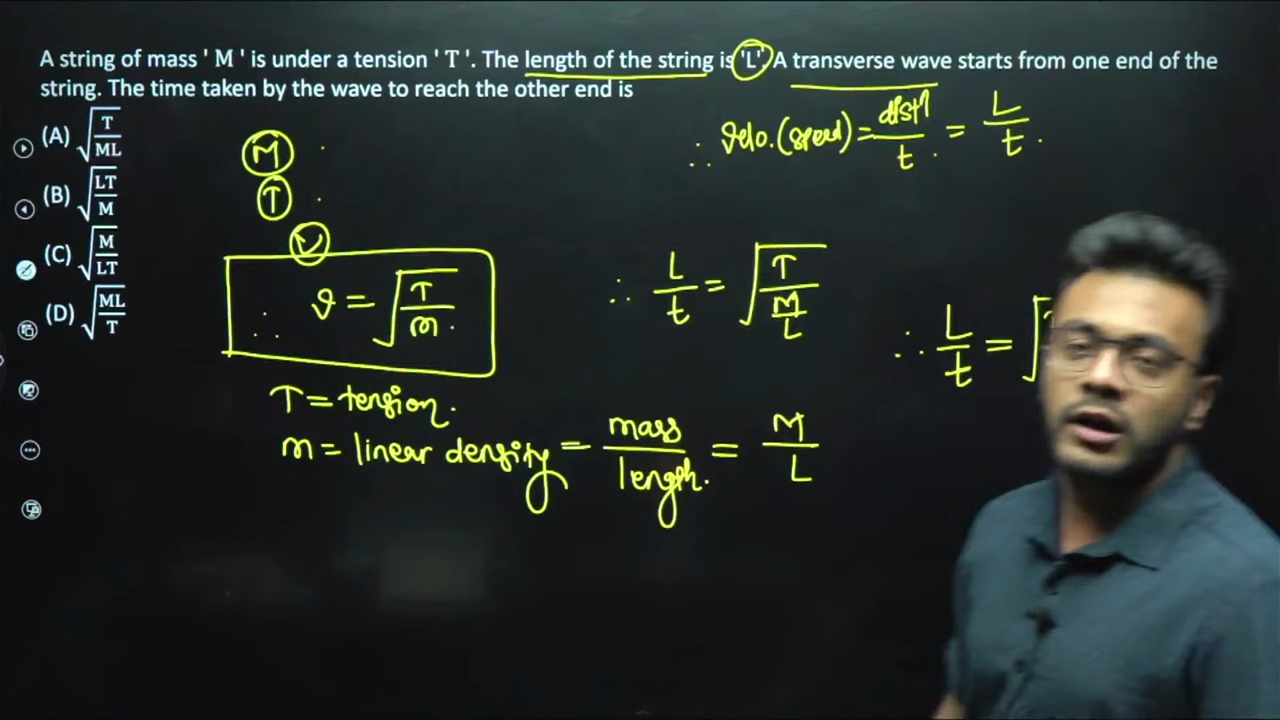 A string of mass ' M ' is under a tension ' T '. The length of the string is 'L'. A transverse wave starts from one end of the
string. The time taken by the wave to reach the other end is
(A) √(T/ML)
(B) √(LT/M)
(C) √(M/LT)
(D) √(ML/T)
∴ velo. (speed) = distⁿ/t = L/t.
M
T
L
∴ v = √(T/m).
T = tension.
m = linear density = mass/length. = M/L
∴ L/t = √(T/(M/L))
∴ L/t = √